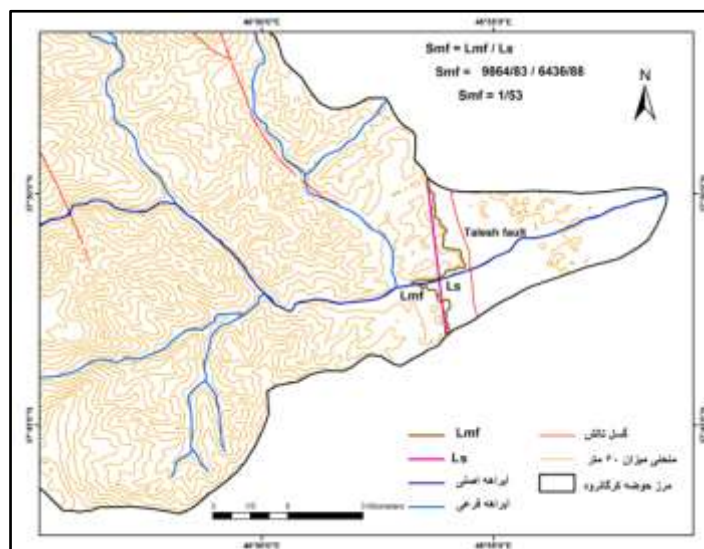 Smf = Lmf / Ls
Smf = 9864/83 / 6436/88
Smf = 1/53
N
Talesh fault
Ls
Lmf
Lmf
گسل تالش
Ls
منحنی میزان ۶۰ متر
آبراهه اصلی
مرز حوضه کرگانرود
آبراهه فرعی